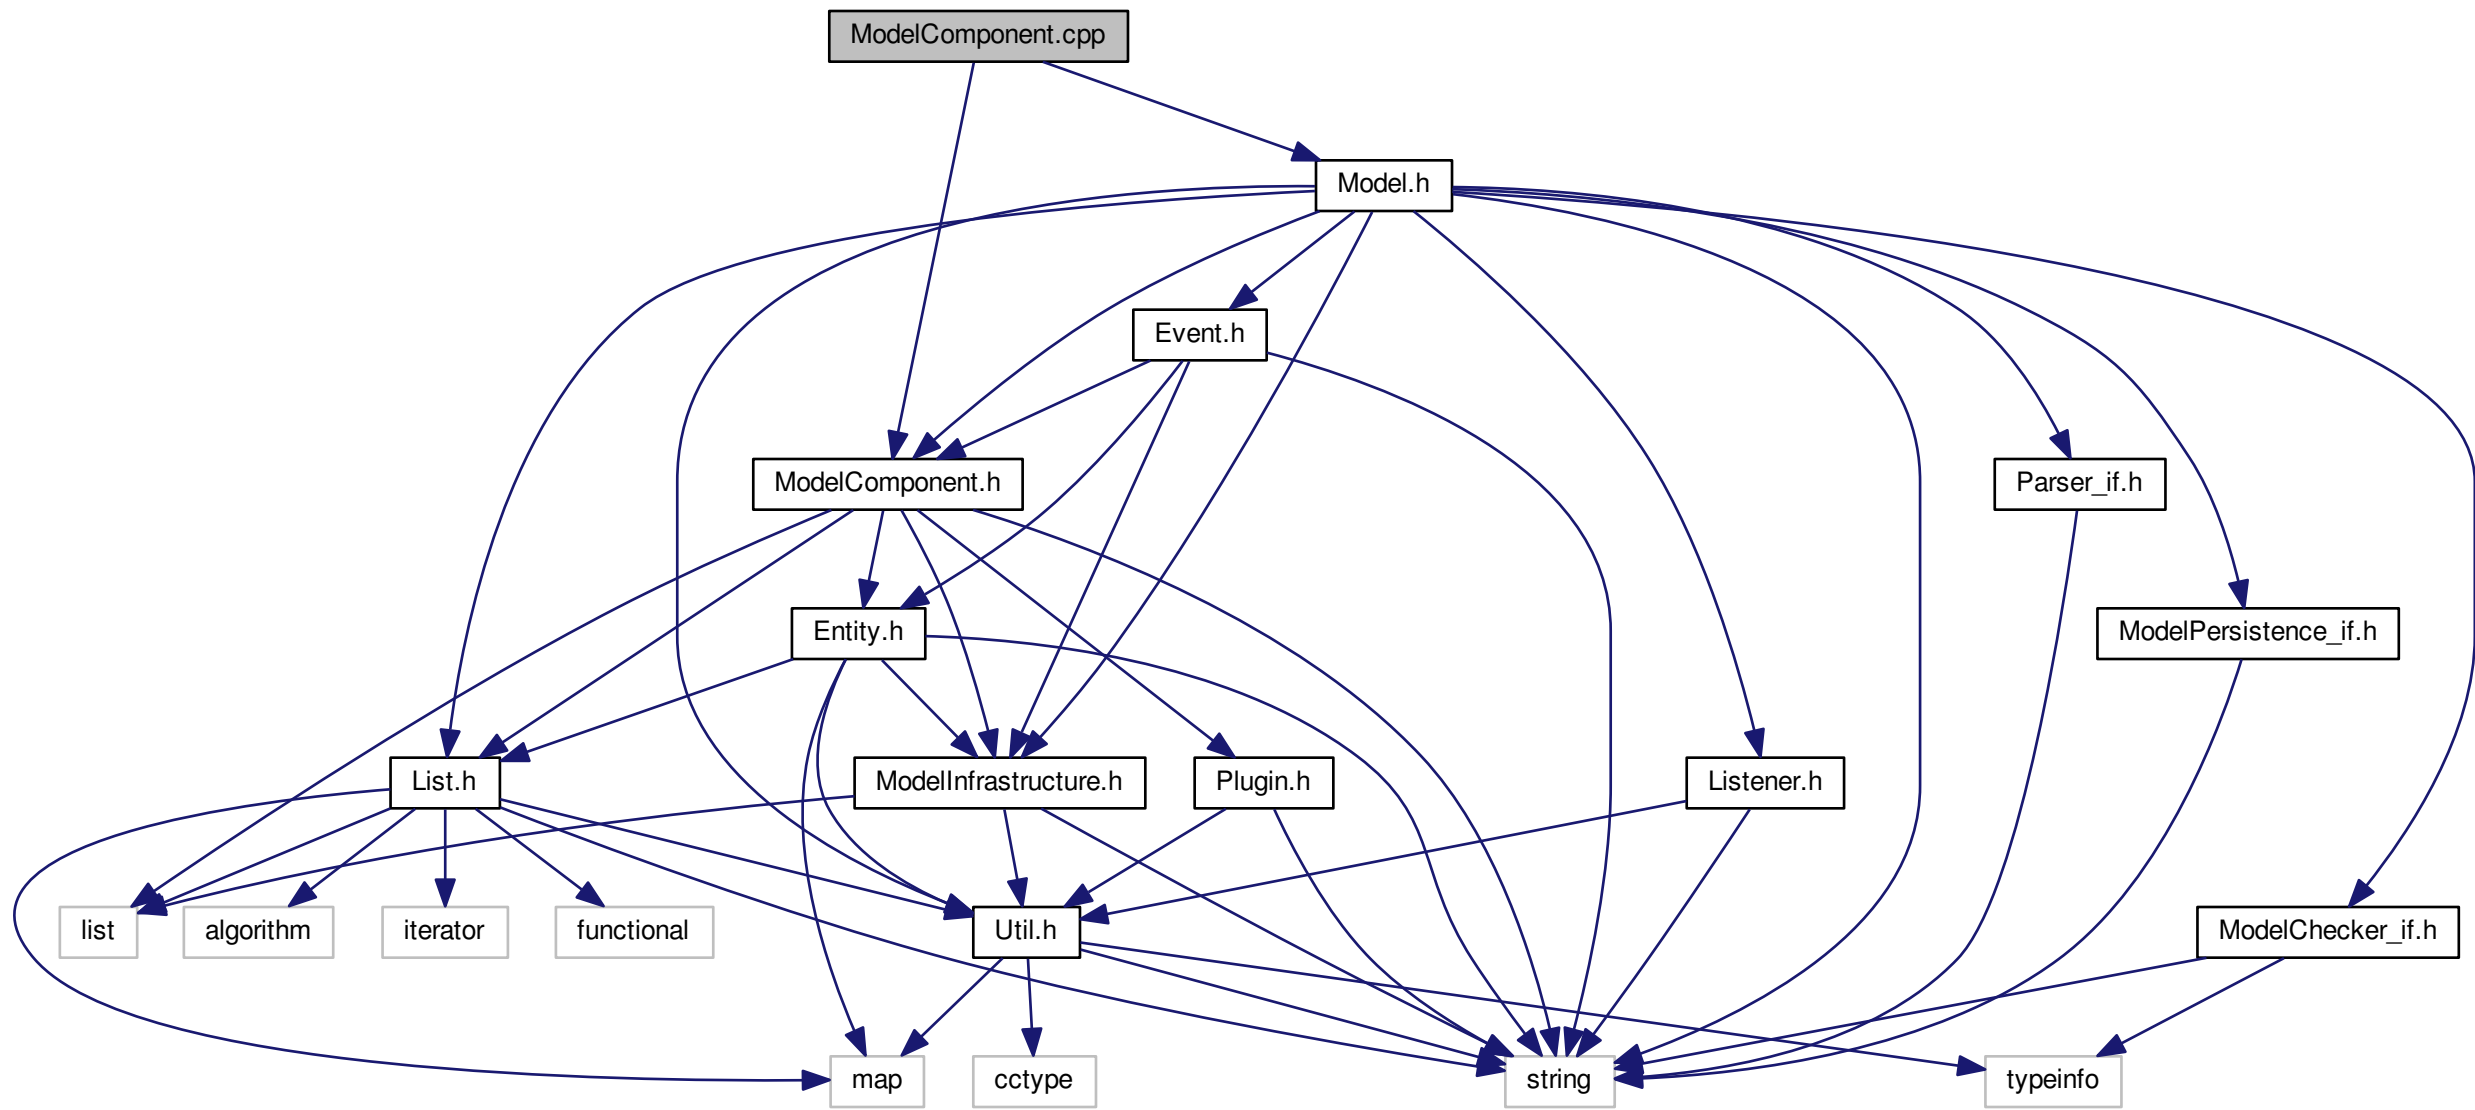 ModelComponent.cpp
Model.h
Event.h
ModelComponent.h
Parser_if.h
Entity.h
ModelPersistence_if.h
List.h
ModelInfrastructure.h
Plugin.h
Listener.h
list
algorithm
iterator
functional
Util.h
ModelChecker_if.h
map
cctype
string
typeinfo